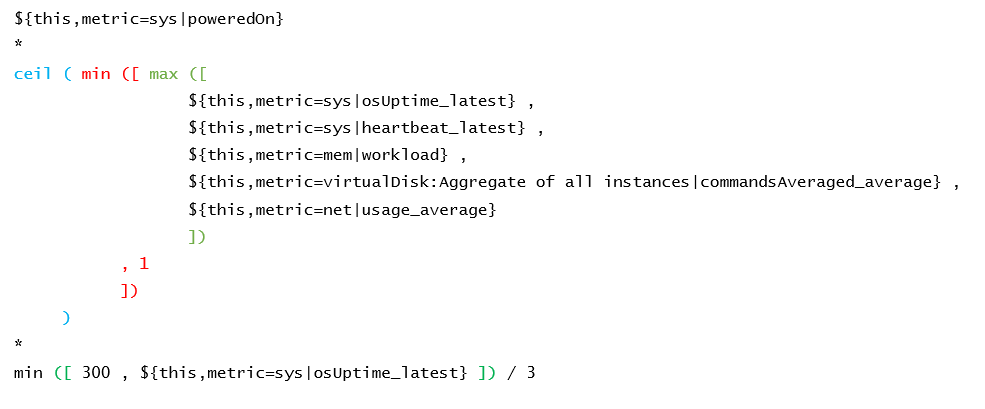 ${this,metric=sys|poweredOn}
*
ceil ( min ([ max ([
${this,metric=sys|osUptime_latest} ,
${this,metric=sys|heartbeat_latest} ,
${this,metric=mem|workload} ,
${this,metric=virtualDisk:Aggregate of all instances|commandsAveraged_average} ,
${this,metric=net|usage_average}
])
, 1
])
)
*
min ([ 300 , ${this,metric=sys|osUptime_latest} ]) / 3